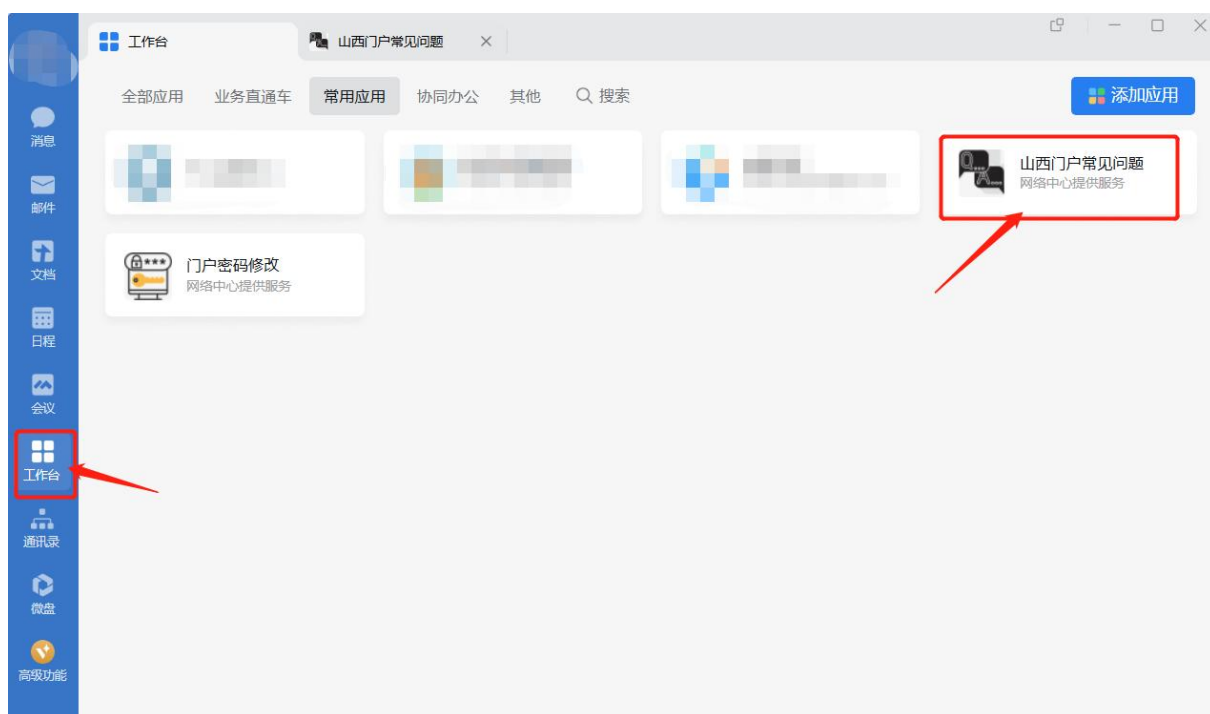 工作台
山西门户常见问题
全部应用
业务直通车
常用应用
协同办公
其他
搜索
添加应用
消息
邮件
文档
日程
会议
工作台
通讯录
微盘
高级功能
山西门户常见问题
网络中心提供服务
门户密码修改
网络中心提供服务